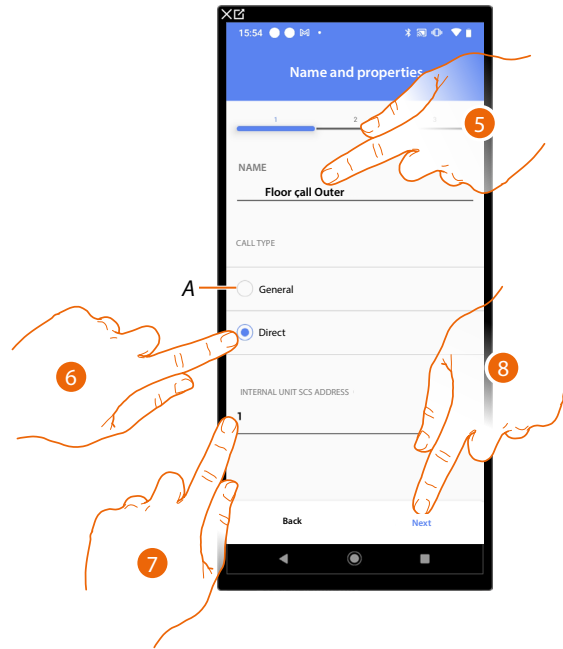 15:54
Name and properties
1 2 3
5
NAME
Floor çall Outer
CALL TYPE
A
General
Direct
6
8
INTERNAL UNIT SCS ADDRESS
1
Back Next
7